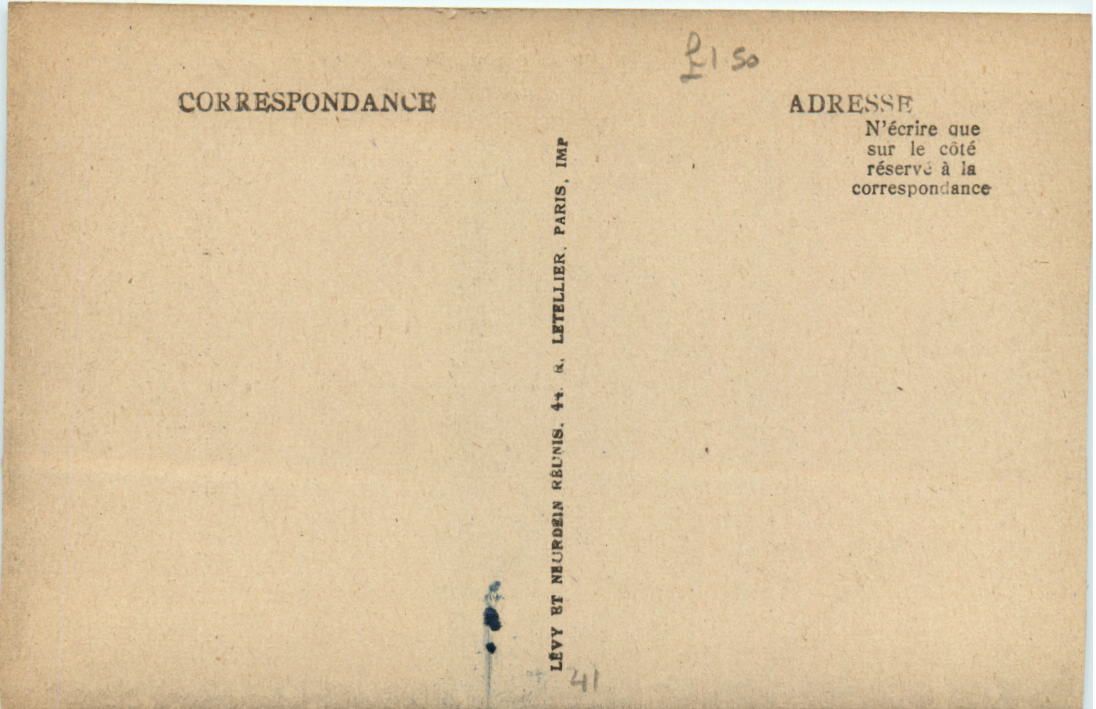 £1.50
CORRESPONDANCE
ADRESSE
N'écrire que
sur le côté
réservé à la
correspondance
LÉVY ET NEURDEIN RÉUNIS. 44. R. LETELLIER. PARIS, IMP
41